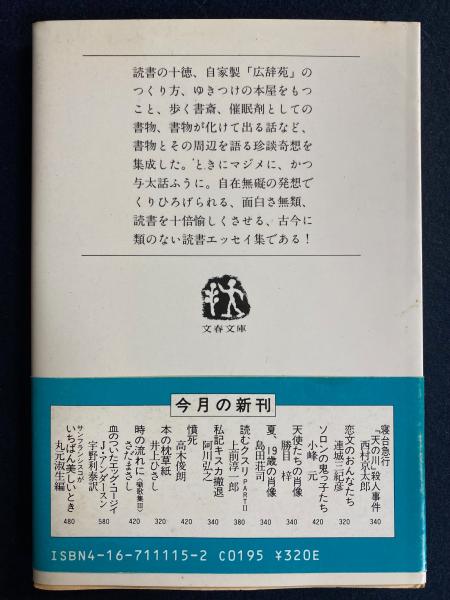 読書の十徳、自家製「広辞苑」の
つくり方、ゆきつけの本屋をもつ
こと、歩く書斎、催眠剤としての
書物、書物が化けて出る話など、
書物とその周辺を語る珍談奇想を
集成した。ときにマジメに、かつ
与太話ふうに。自在無礙の発想で
くりひろげられる、面白さ無類、
読書を十倍愉しくさせる、古今に
類のない読書エッセイ集である!
文春文庫
今月の新刊
寝台急行「天の川」殺人事件
西村京太郎 340
恋文のおんなたち
連城三紀彦 320
ソロンの鬼っ子たち
小峰 元 420
天使たちの肖像
勝目 梓 340
夏、19歳の肖像
島田荘司 340
読むクスリ PART II
上前淳一郎 380
私記キスカ撤退
阿川弘之 340
憤死
高木俊朗 420
本の枕草紙
井上ひさし 320
時の流れに〈噺歌集III〉
さだまさし 420
血のついたエッグ・コージイ
J・アンダースン
宇野利泰訳 580
サンフランシスコが
いちばん美しいとき
丸元淑生編 480
ISBN4-16-711115-2 C0195 ¥320E